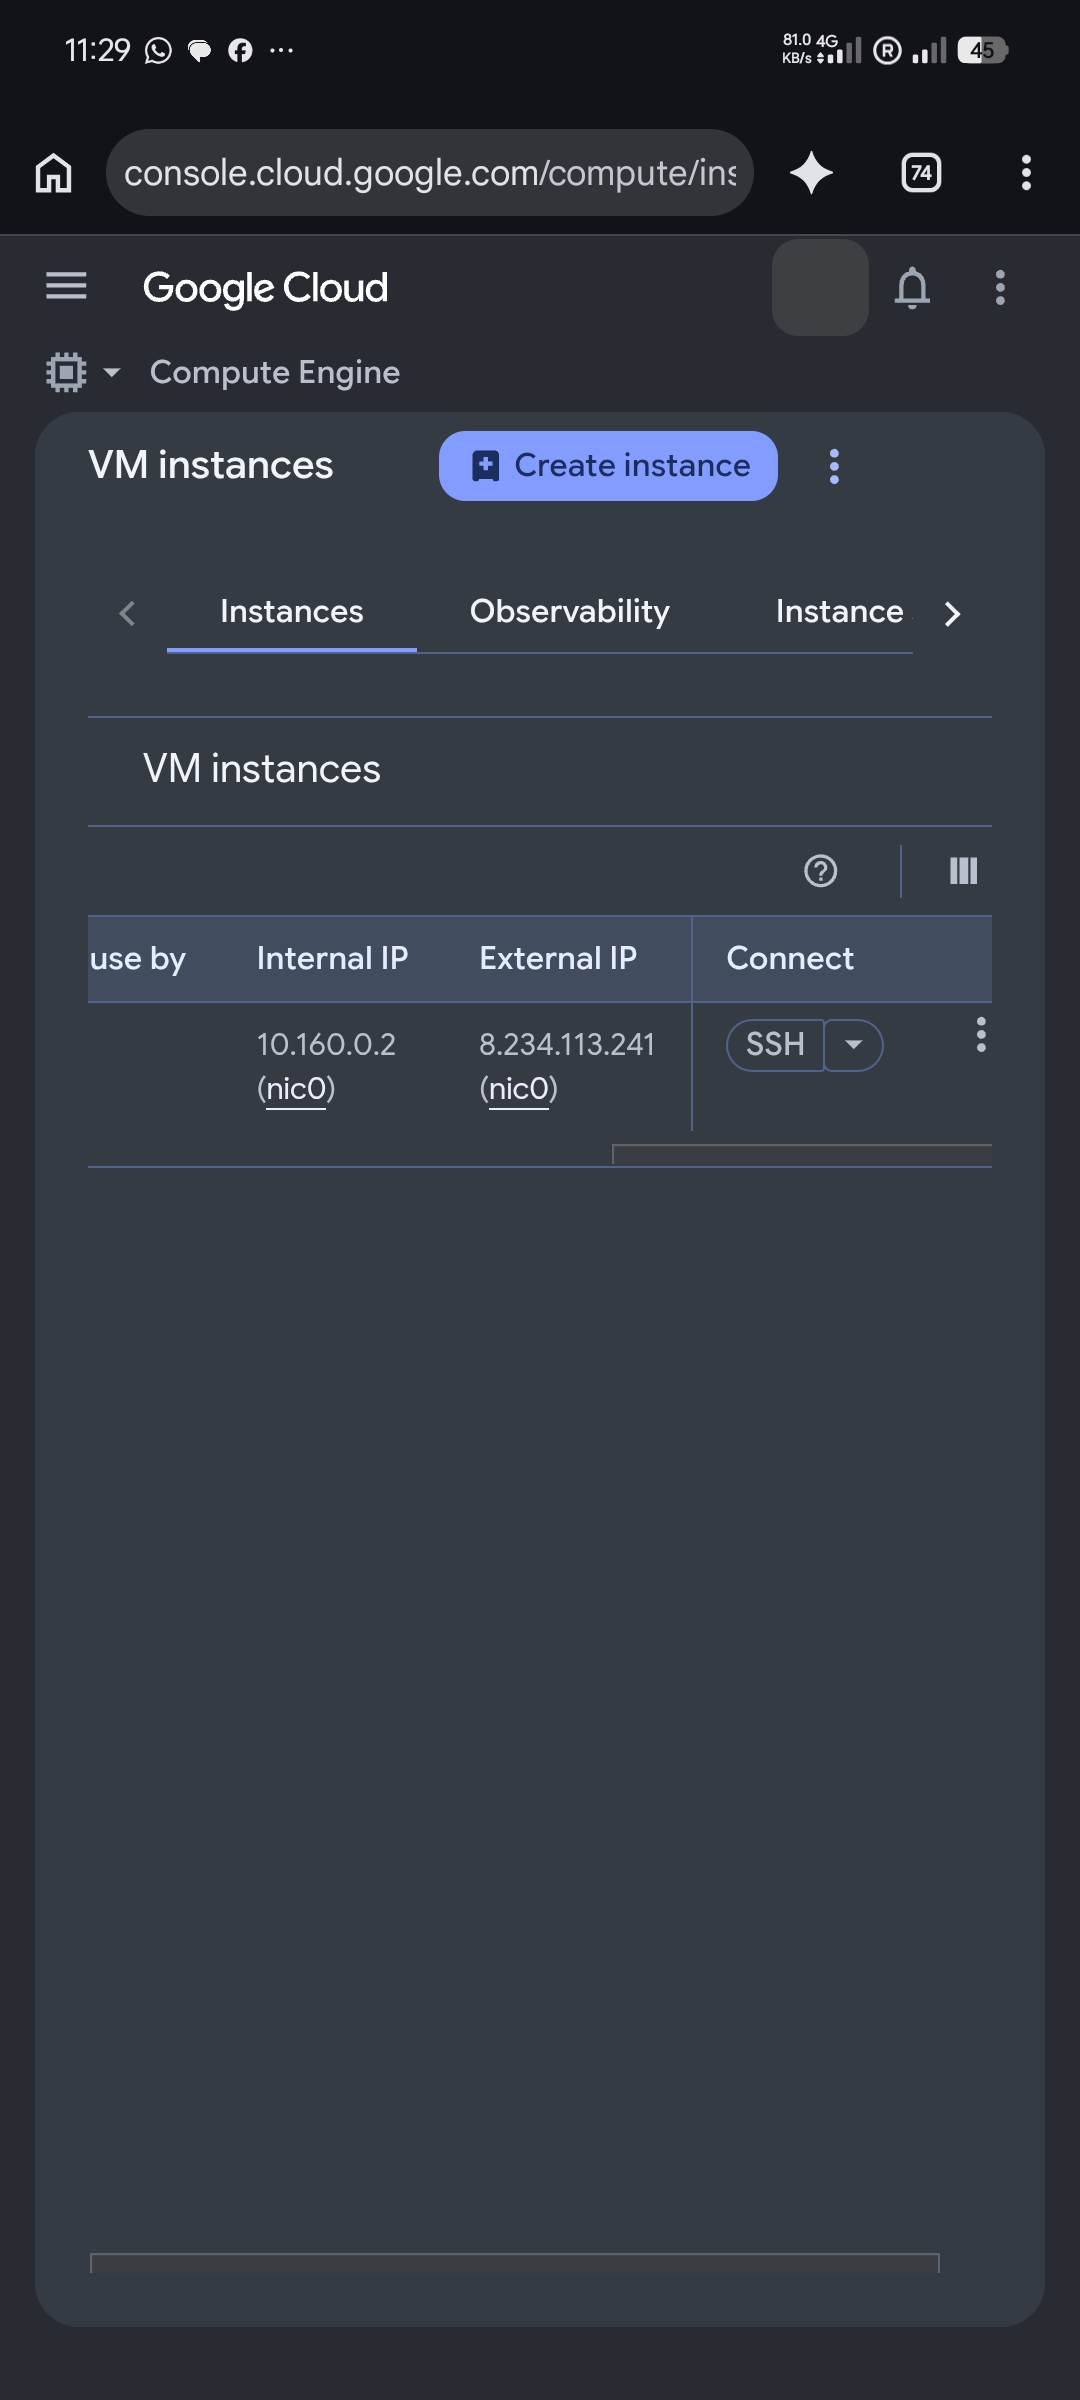 11:29
81.0 KB/s 4G R 45
console.cloud.google.com/compute/ins
74
Google Cloud
Compute Engine
VM instances
Create instance
Instances Observability Instance
VM instances
use by Internal IP External IP Connect
10.160.0.2 8.234.113.241 SSH
(nic0) (nic0)